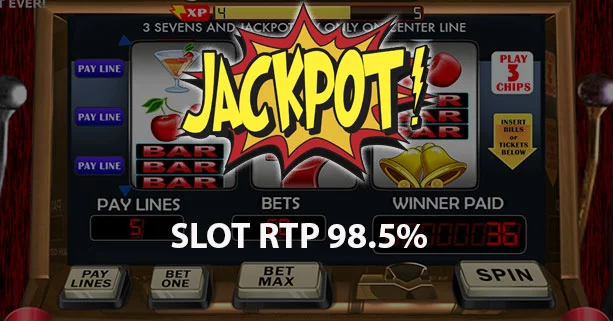 T EVER!
XP 4 5
3 SEVENS AND JACKPOT ONLY ON CENTER LINE
JACKPOT!
PAY LINE
PAY LINE
PAY LINE
BAR
BAR
BAR
BAR
BAR
BAR
PLAY
3
CHIPS
INSERT
BILLS
or
TICKETS
BELOW
PAY LINES BETS WINNER PAID
5 36
SLOT RTP 98.5%
PAY
LINES
BET
ONE
BET
MAX
SPIN